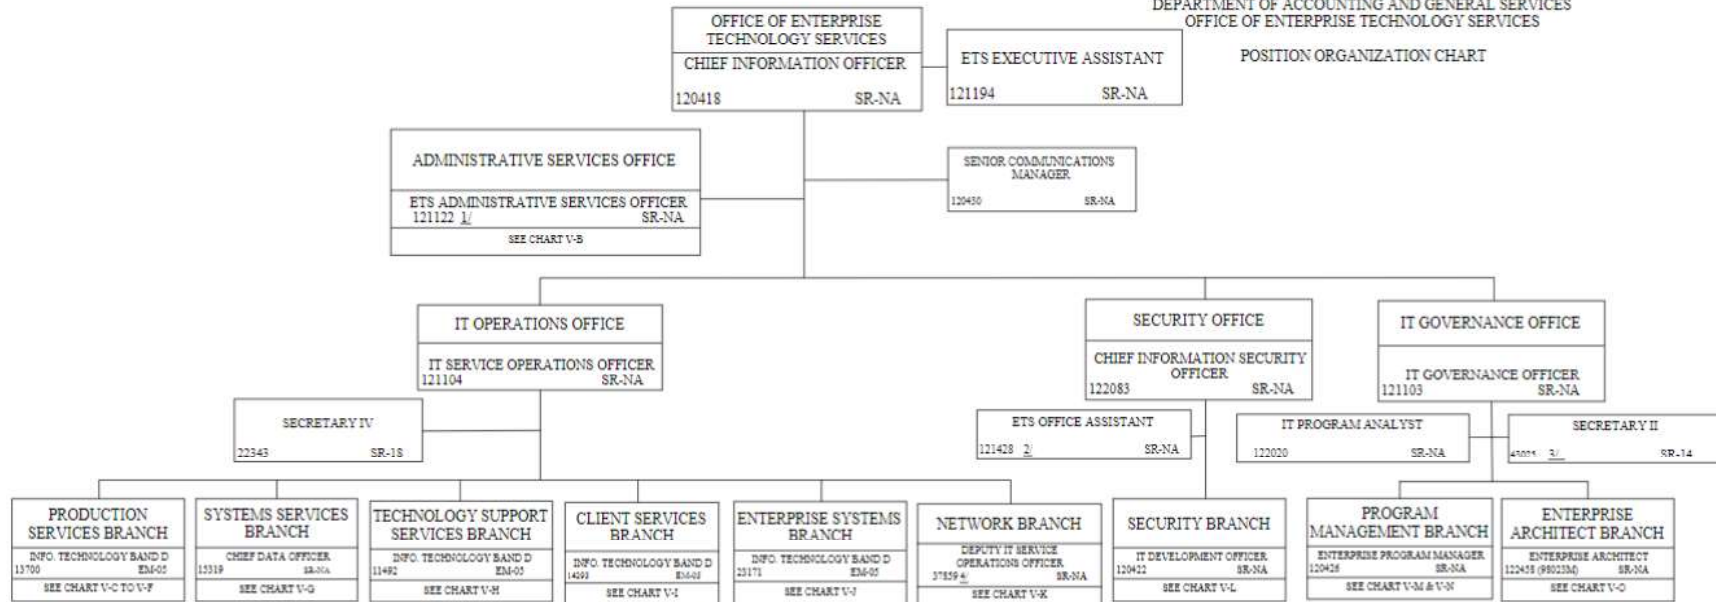 DEPARTMENT OF ACCOUNTING AND GENERAL SERVICES
OFFICE OF ENTERPRISE TECHNOLOGY SERVICES
POSITION ORGANIZATION CHART
OFFICE OF ENTERPRISE
TECHNOLOGY SERVICES
CHIEF INFORMATION OFFICER
120418 SR-NA
ETS EXECUTIVE ASSISTANT
121194 SR-NA
ADMINISTRATIVE SERVICES OFFICE
ETS ADMINISTRATIVE SERVICES OFFICER
121122 1/ SR-NA
SEE CHART V-B
SENIOR COMMUNICATIONS
MANAGER
120450 SR-NA
IT OPERATIONS OFFICE
IT SERVICE OPERATIONS OFFICER
121104 SR-NA
SECURITY OFFICE
CHIEF INFORMATION SECURITY
OFFICER
122083 SR-NA
IT GOVERNANCE OFFICE
IT GOVERNANCE OFFICER
121103 SR-NA
SECRETARY IV
22343 SR-18
ETS OFFICE ASSISTANT
121428 2/ SR-NA
IT PROGRAM ANALYST
122020 SR-NA
SECRETARY II
3/ SR-14
PRODUCTION
SERVICES BRANCH
INFO. TECHNOLOGY BAND D
13700 EM-05
SEE CHART V-C TO V-F
SYSTEMS SERVICES
BRANCH
CHIEF DATA OFFICER
15319 SR-NA
SEE CHART V-G
TECHNOLOGY SUPPORT
SERVICES BRANCH
INFO. TECHNOLOGY BAND D
11492 EM-05
SEE CHART V-H
CLIENT SERVICES
BRANCH
INFO. TECHNOLOGY BAND D
EM-05
SEE CHART V-I
ENTERPRISE SYSTEMS
BRANCH
INFO. TECHNOLOGY BAND D
25171 EM-05
SEE CHART V-J
NETWORK BRANCH
DEPUTY IT SERVICE
OPERATIONS OFFICER
37859 4/ SR-NA
SEE CHART V-K
SECURITY BRANCH
IT DEVELOPMENT OFFICER
120422 SR-NA
SEE CHART V-L
PROGRAM
MANAGEMENT BRANCH
ENTERPRISE PROGRAM MANAGER
120426 SR-NA
SEE CHART V-M & V-N
ENTERPRISE
ARCHITECT BRANCH
ENTERPRISE ARCHITECT
122458 (98023M) SR-NA
SEE CHART V-O